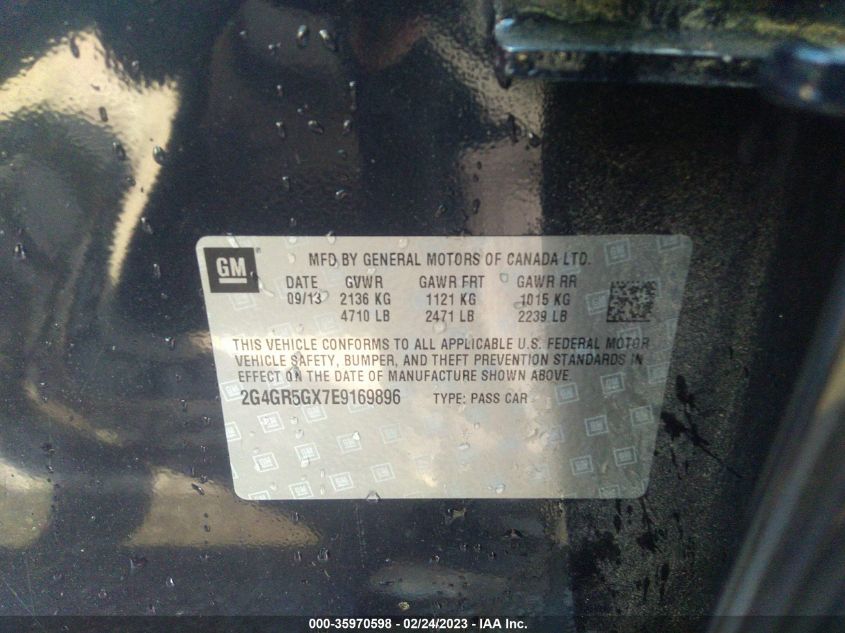 GM
MFD BY GENERAL MOTORS OF CANADA LTD.
DATE GVWR GAWR FRT GAWR RR
09/13 2136 KG 1121 KG 1015 KG
4710 LB 2471 LB 2239 LB
THIS VEHICLE CONFORMS TO ALL APPLICABLE U.S. FEDERAL MOTOR
VEHICLE SAFETY, BUMPER, AND THEFT PREVENTION STANDARDS IN
EFFECT ON THE DATE OF MANUFACTURE SHOWN ABOVE.
2G4GR5GX7E9169896 TYPE: PASS CAR
000-35970598 - 02/24/2023 - IAA Inc.